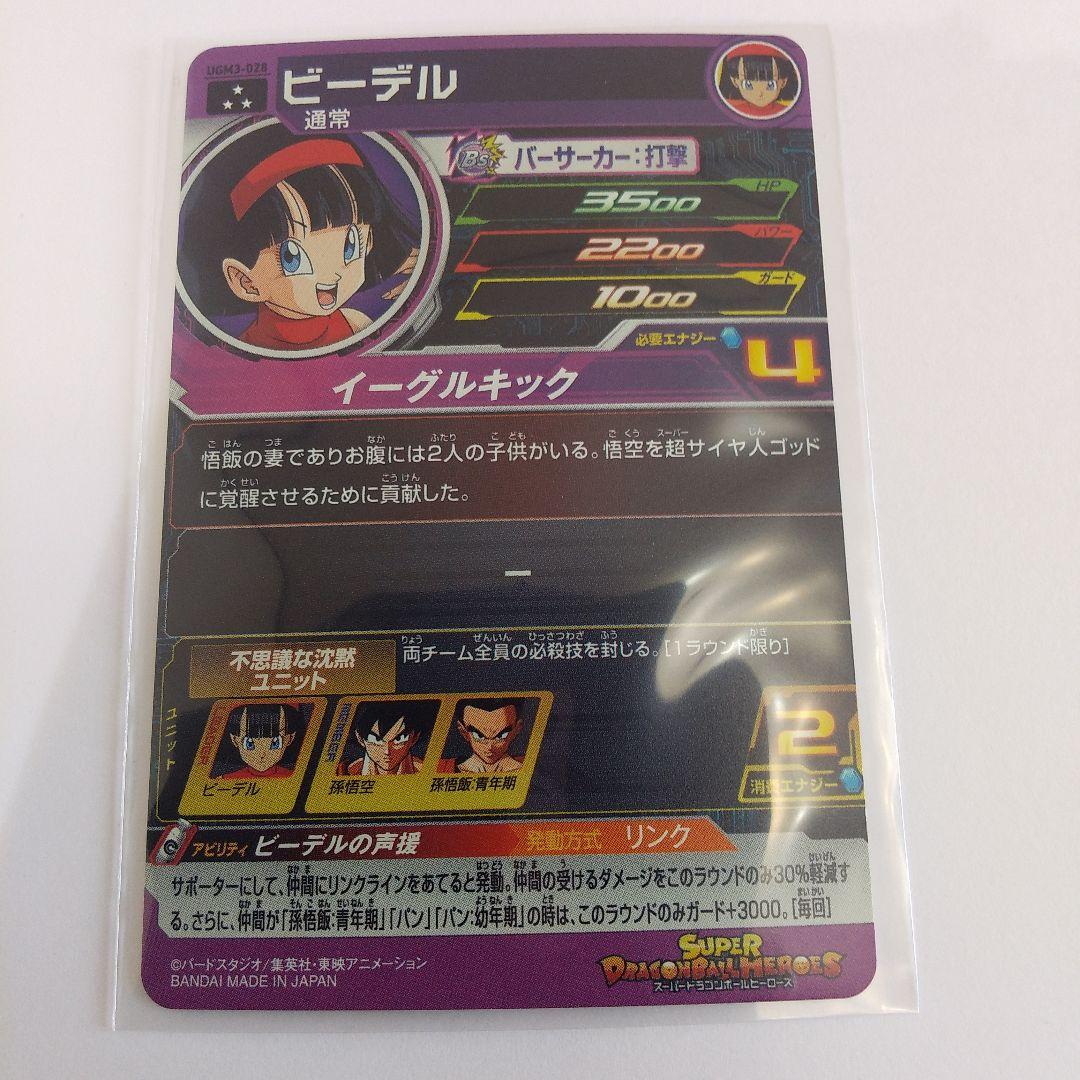 UGM3-028
ビーデル
通常
Bs
バーサーカー:打撃
HP
3500
パワー
2200
ガード
1000
必要エナジー
4
イーグルキック
悟飯の妻でありお腹には2人の子供がいる。悟空を超サイヤ人ゴッド
に覚醒させるために貢献した。
ー
不思議な沈黙
ユニット
両チーム全員の必殺技を封じる。[1ラウンド限り]
ユニット
ビーデル
孫悟空
孫悟飯:青年期
2
消費エナジー
アビリティ ビーデルの声援
発動方式 リンク
サポーターにして、仲間にリンクラインをあてると発動。仲間の受けるダメージをこのラウンドのみ30%軽減す
る。さらに、仲間が「孫悟飯:青年期」「パン」「パン:幼年期」の時は、このラウンドのみガード+3000。[毎回]
©バードスタジオ/集英社・東映アニメーション
BANDAI MADE IN JAPAN
SUPER
DRAGONBALL HEROES
スーパードラゴンボールヒーローズ